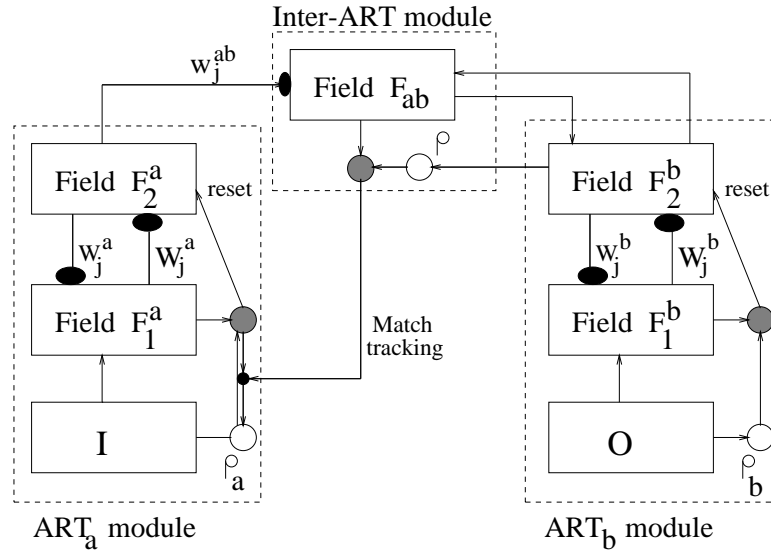 Inter-ART module
w_j^ab
Field F_ab
ρ
Field F_2^a
reset
Field F_2^b
reset
w_j^a
W_j^a
w_j^b
W_j^b
Field F_1^a
Match
tracking
Field F_1^b
I
ρ_a
O
ρ_b
ART_a module
ART_b module